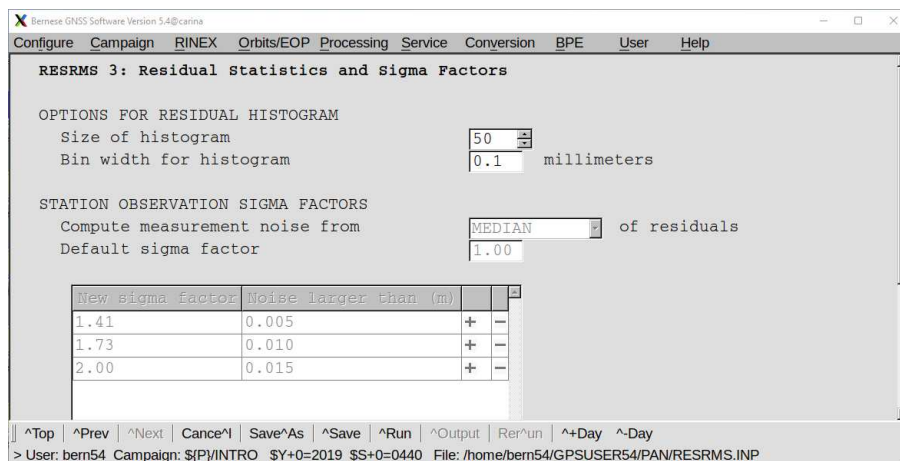 Bernese GNSS Software Version 5.4@carina
Configure Campaign RINEX Orbits/EOP Processing Service Conversion BPE User Help
RESRMS 3: Residual Statistics and Sigma Factors
OPTIONS FOR RESIDUAL HISTOGRAM
Size of histogram 50
Bin width for histogram 0.1 millimeters
STATION OBSERVATION SIGMA FACTORS
Compute measurement noise from MEDIAN of residuals
Default sigma factor 1.00
New sigma factor Noise larger than (m)
1.41 0.005 + −
1.73 0.010 + −
2.00 0.015 + −
^Top | ^Prev | ^Next | Cance^l | Save^As | ^Save | ^Run | ^Output | Rer^un | ^+Day ^-Day
> User: bern54 Campaign: ${P}/INTRO $Y+0=2019 $S+0=0440 File: /home/bern54/GPSUSER54/PAN/RESRMS.INP